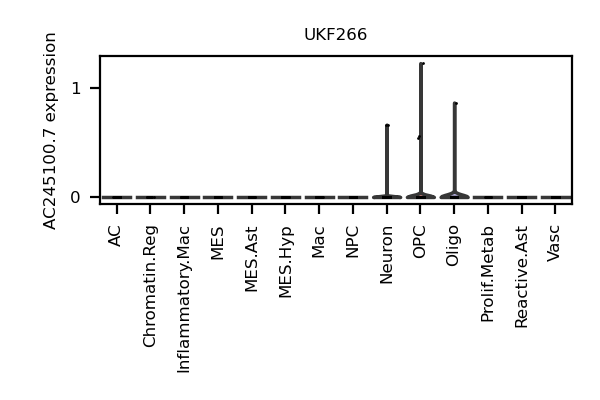 UKF266
AC245100.7 expression
1
0
AC
Chromatin.Reg
Inflammatory.Mac
MES
MES.Ast
MES.Hyp
Mac
NPC
Neuron
OPC
Oligo
Prolif.Metab
Reactive.Ast
Vasc